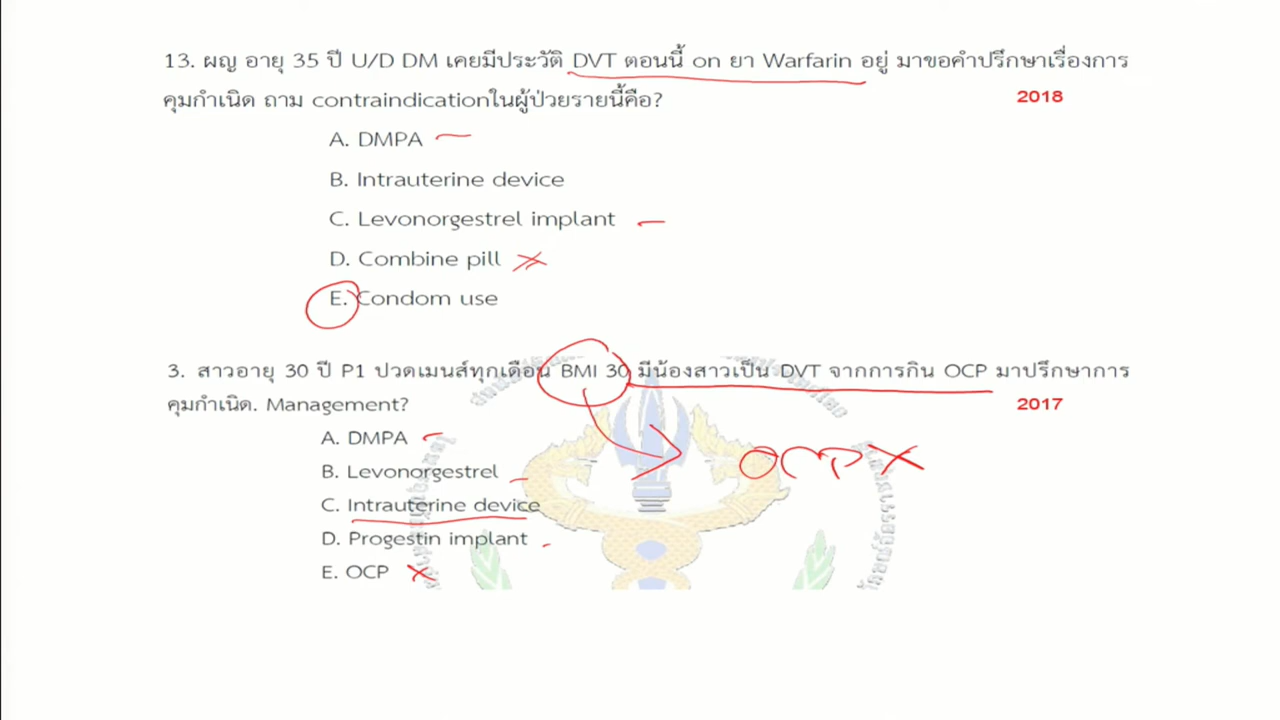 13. ผญ อายุ 35 ปี U/D DM เคยมีประวัติ DVT ตอนนี้ on ยา Warfarin อยู่ มาขอคำปรึกษาเรื่องการ
คุมกำเนิด ถาม contraindicationในผู้ป่วยรายนี้คือ?
2018
A. DMPA
B. Intrauterine device
C. Levonorgestrel implant
D. Combine pill
E. Condom use
3. สาวอายุ 30 ปี P1 ปวดเมนส์ทุกเดือน BMI 30 มีน้องสาวเป็น DVT จากการกิน OCP มาปรึกษาการ
คุมกำเนิด. Management?
2017
A. DMPA
B. Levonorgestrel
OCP X
C. Intrauterine device
D. Progestin implant
E. OCP